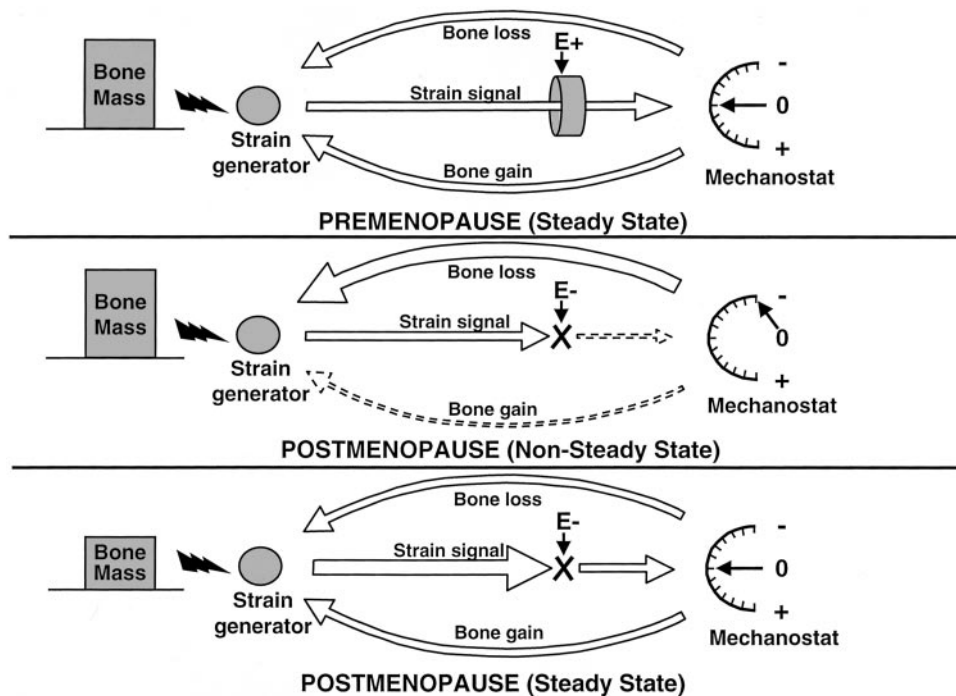 Bone loss
E+
Bone
Mass
Strain signal
-
0
+
Strain
generator
Bone gain
Mechanostat
PREMENOPAUSE (Steady State)
Bone loss
E-
Bone
Mass
Strain signal
-
0
+
Strain
generator
Bone gain
Mechanostat
POSTMENOPAUSE (Non-Steady State)
Bone loss
E-
Bone
Mass
Strain signal
-
0
+
Strain
generator
Bone gain
Mechanostat
POSTMENOPAUSE (Steady State)